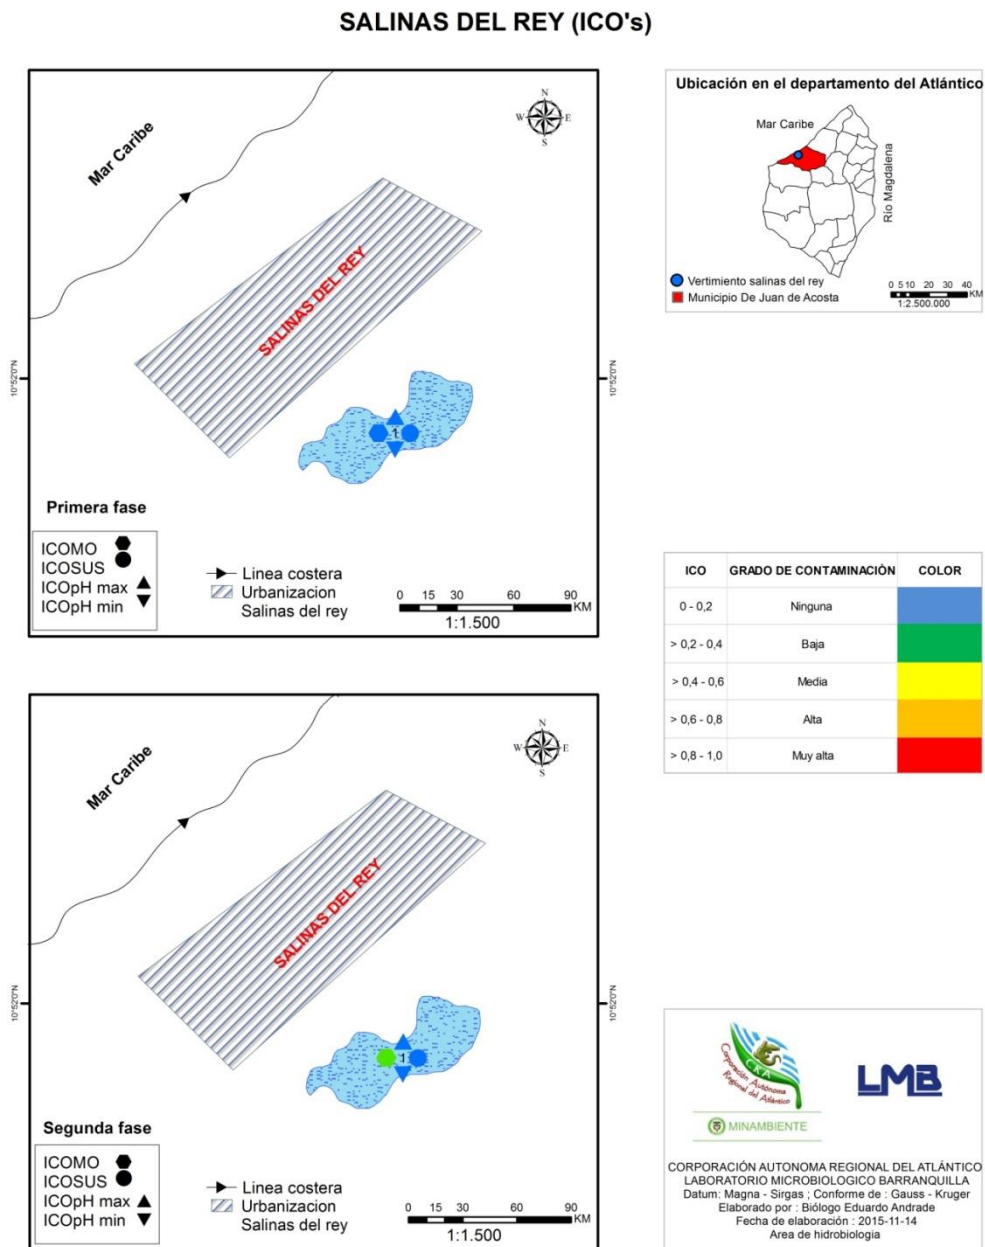 SALINAS DEL REY (ICO's)
Mar Caribe
N
W E
S
SALINAS DEL REY
1
10°52'0"N
10°52'0"N
Primera fase
ICOMO
ICOSUS
ICOpH max
ICOpH min
Linea costera
Urbanizacion
Salinas del rey
0 15 30 60 90
KM
1:1.500
Ubicación en el departamento del Atlántico
Mar Caribe
Río Magdalena
Vertimiento salinas del rey
Municipio De Juan de Acosta
0 5 10 20 30 40
KM
1:2.500.000
ICO GRADO DE CONTAMINACIÒN COLOR
0 - 0,2 Ninguna
> 0,2 - 0,4 Baja
> 0,4 - 0,6 Media
> 0,6 - 0,8 Alta
> 0,8 - 1,0 Muy alta
Mar Caribe
N
W E
S
SALINAS DEL REY
1
10°52'0"N
10°52'0"N
Segunda fase
ICOMO
ICOSUS
ICOpH max
ICOpH min
Linea costera
Urbanizacion
Salinas del rey
0 15 30 60 90
KM
1:1.500
CRA
Corporación Autónoma
Regional del Atlántico
MINAMBIENTE
LMB
CORPORACIÓN AUTONOMA REGIONAL DEL ATLÁNTICO
LABORATORIO MICROBIOLOGICO BARRANQUILLA
Datum: Magna - Sirgas ; Conforme de : Gauss - Kruger
Elaborado por : Biólogo Eduardo Andrade
Fecha de elaboración : 2015-11-14
Area de hidrobiologia